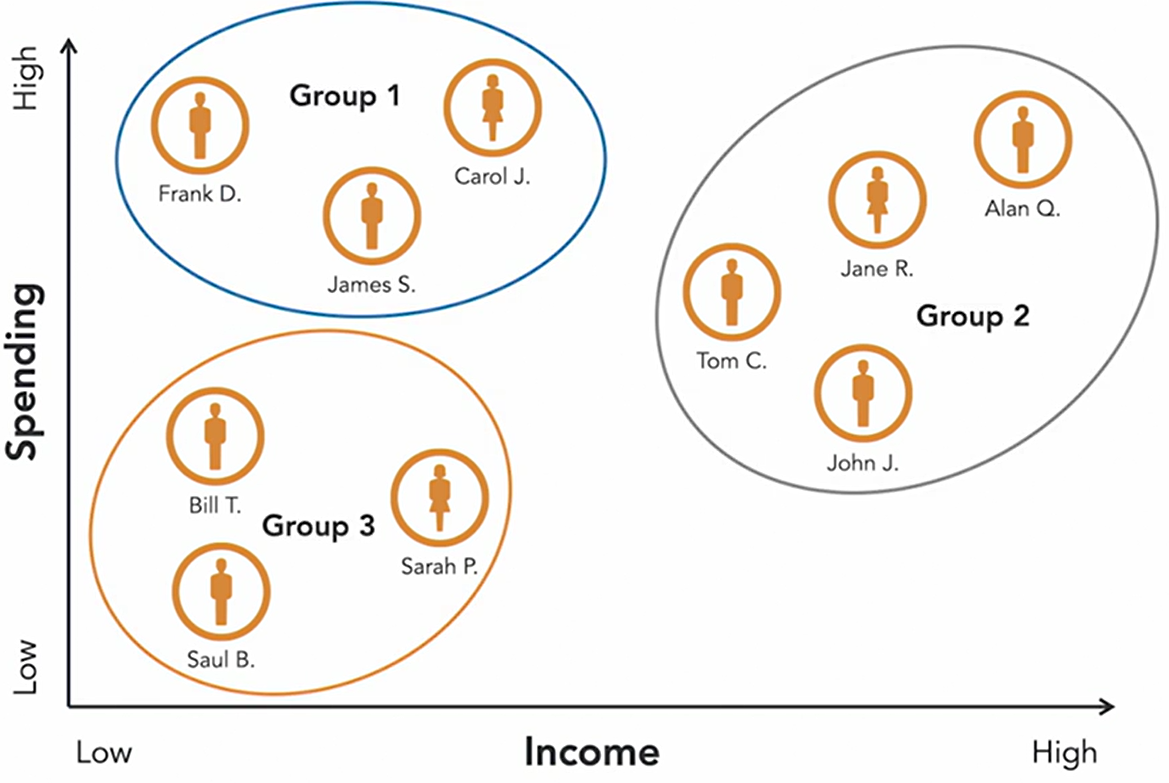 High
Group 1
Frank D.
Carol J.
James S.
Alan Q.
Jane R.
Tom C.
Group 2
John J.
Spending
Bill T.
Group 3
Sarah P.
Saul B.
Low
Low
Income
High